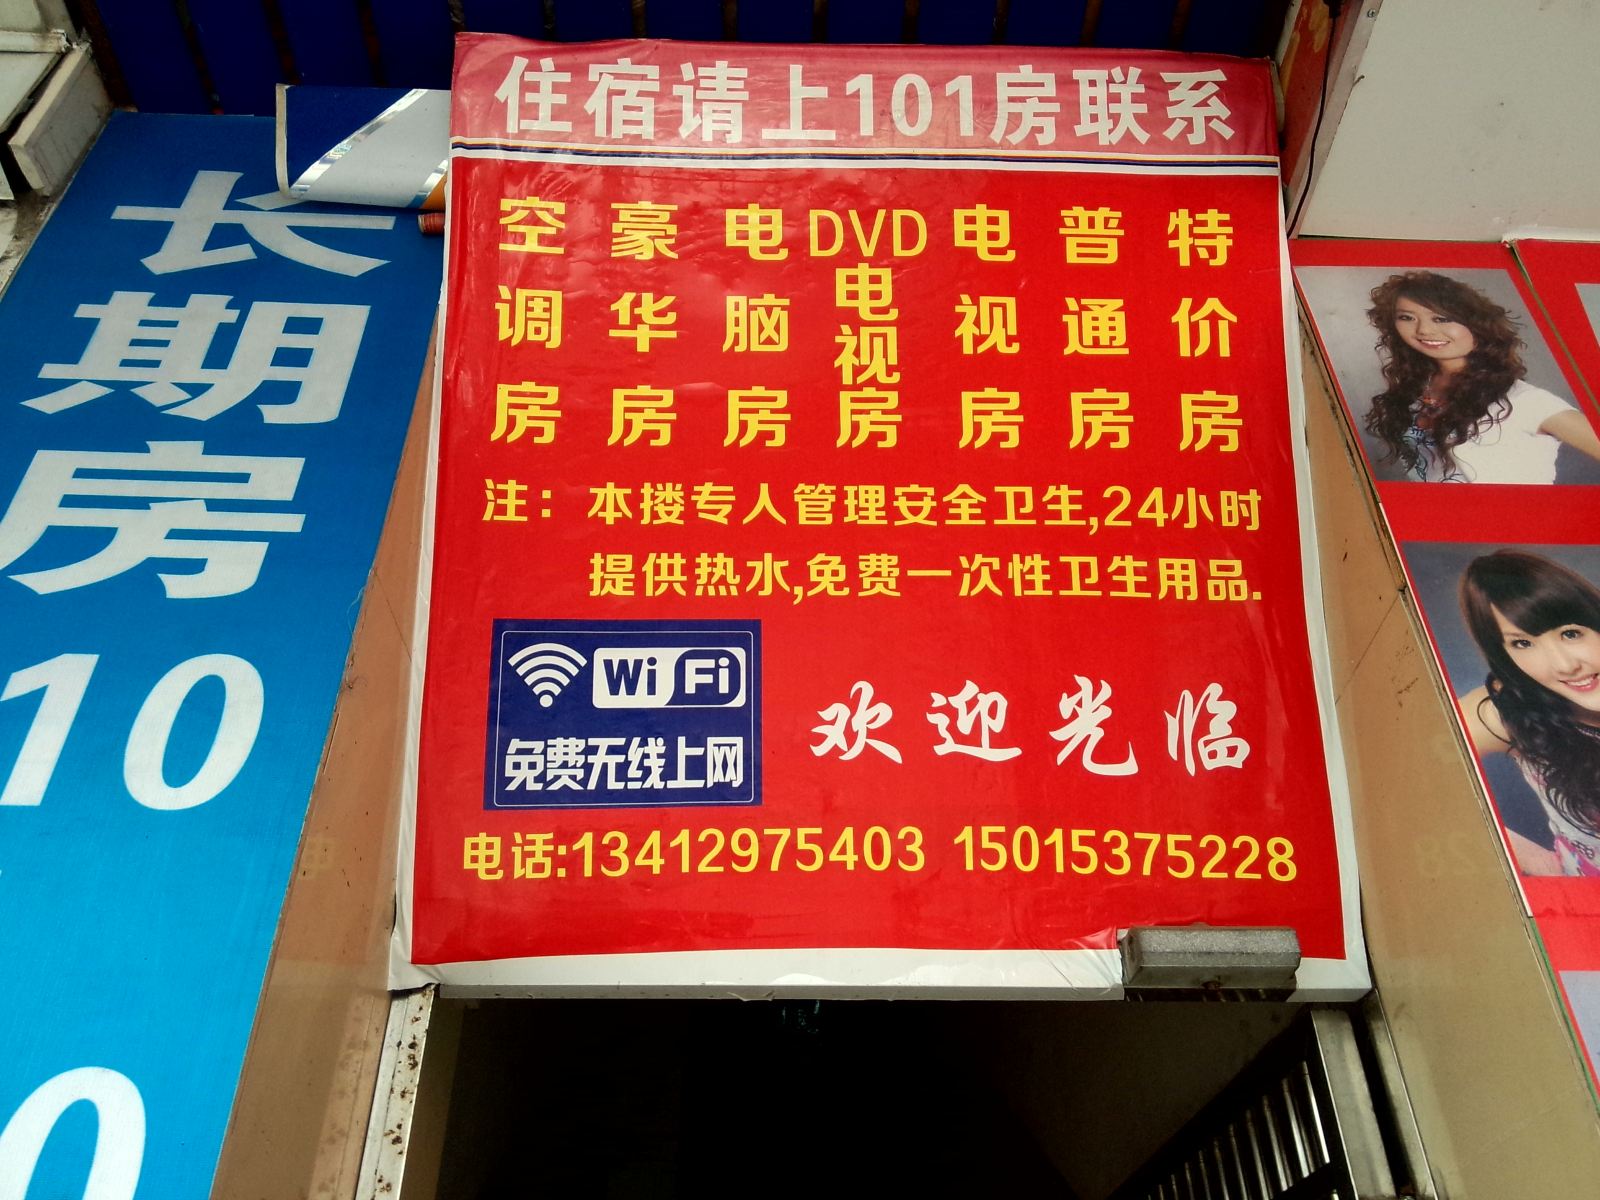 住宿请上101房联系
空调房
豪华房
电脑房
DVD电视房
电视房
普通房
特价房
注：本搂专人管理安全卫生,24小时
提供热水,免费一次性卫生用品.
Wi Fi
免费无线上网
欢迎光临
电话:13412975403 15015375228
长期房
10
0